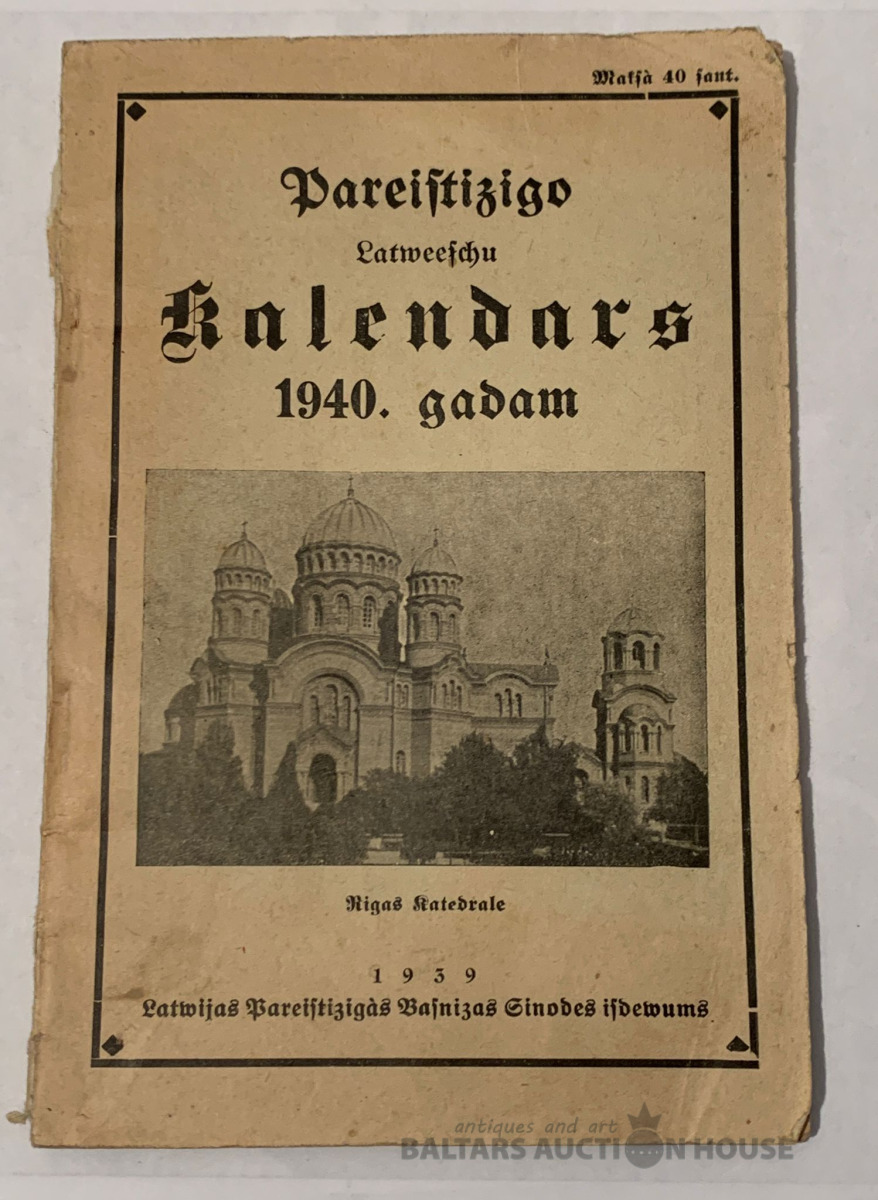 Makſà 40 ſant.
Pareiſtizigo
Latweeſchu
Kalendars
1940. gadam
Rigas Katedrale
1939
Latwijas Pareiſtizigàs Baſnizas Sinodes iſdewums
antiques and art
BALTARS AUCTION HOUSE